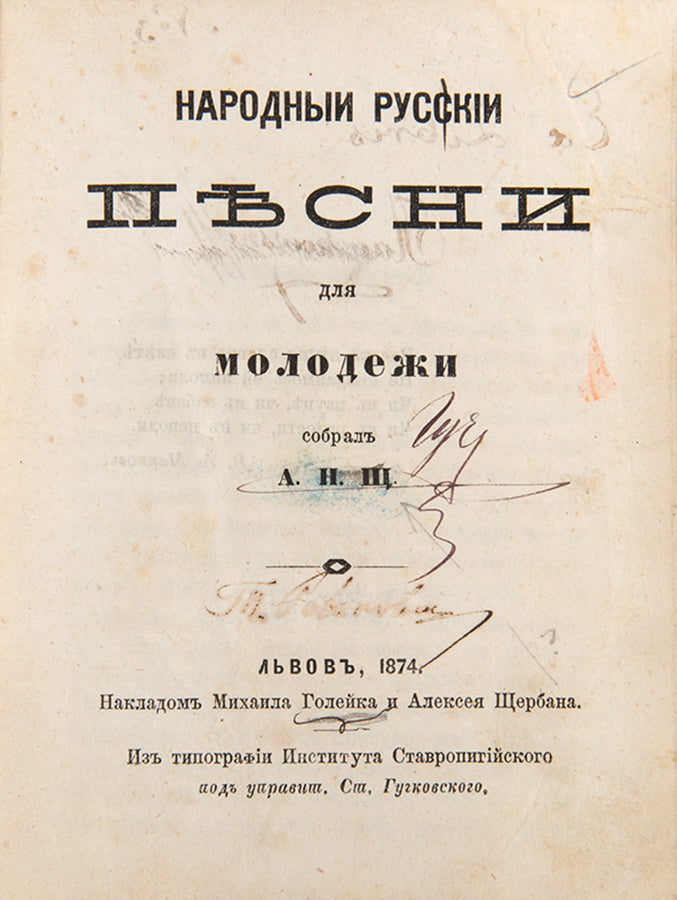 НАРОДНЫИ РУССКІИ
ПѢСНИ
для
МОЛОДЕЖИ
собралъ
А. Н. Щ.
ЛЬВОВЪ, 1874.
Накладомъ Михаила Голейка и Алексея Щербана.
Изъ типографіи Института Ставропигійского
подъ управит. Ст. Гучковского.